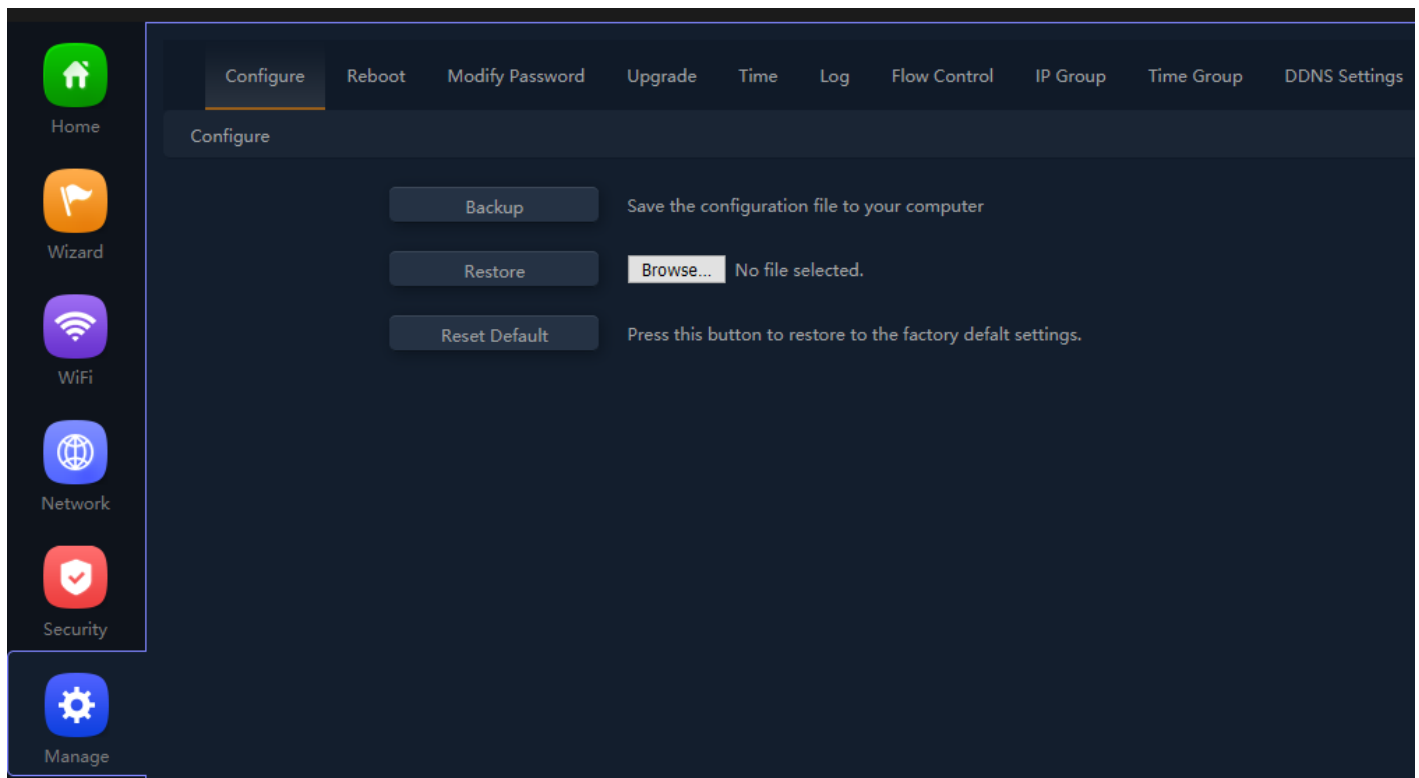 Home
Wizard
WiFi
Network
Security
Manage
Configure Reboot Modify Password Upgrade Time Log Flow Control IP Group Time Group DDNS Settings
Configure
Backup Save the configuration file to your computer
Restore Browse... No file selected.
Reset Default Press this button to restore to the factory defalt settings.